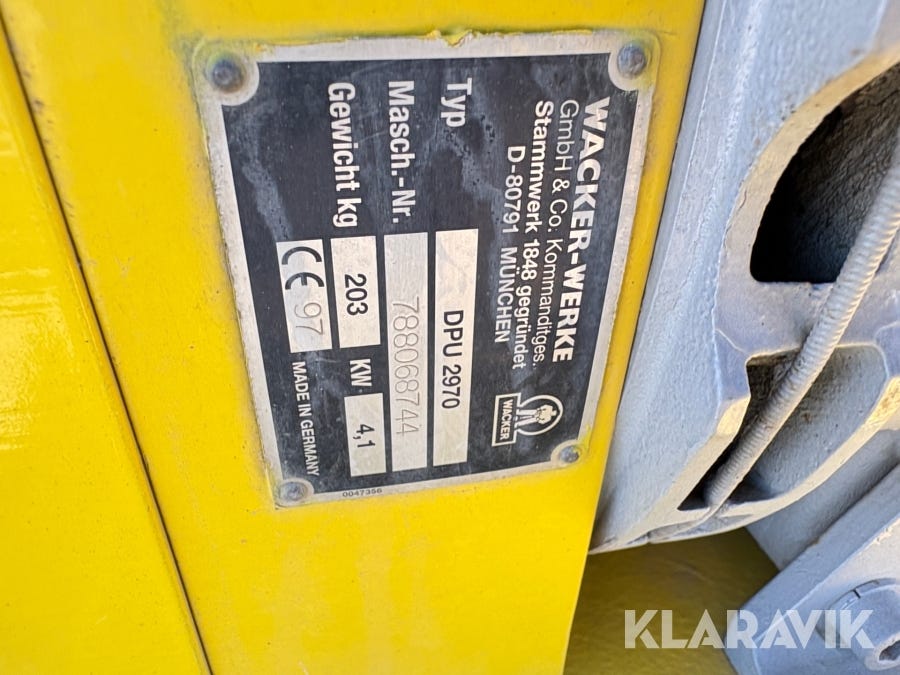 WACKER-WERKE
GmbH & Co. Kommanditges.
Stammwerk 1848 gegründet
D-80791 MÜNCHEN
WACKER
Typ DPU 2970
Masch.-Nr. 788068744
Gewicht kg 203 KW 4,1
CE 97 MADE IN GERMANY
0047356
KLARAVIK